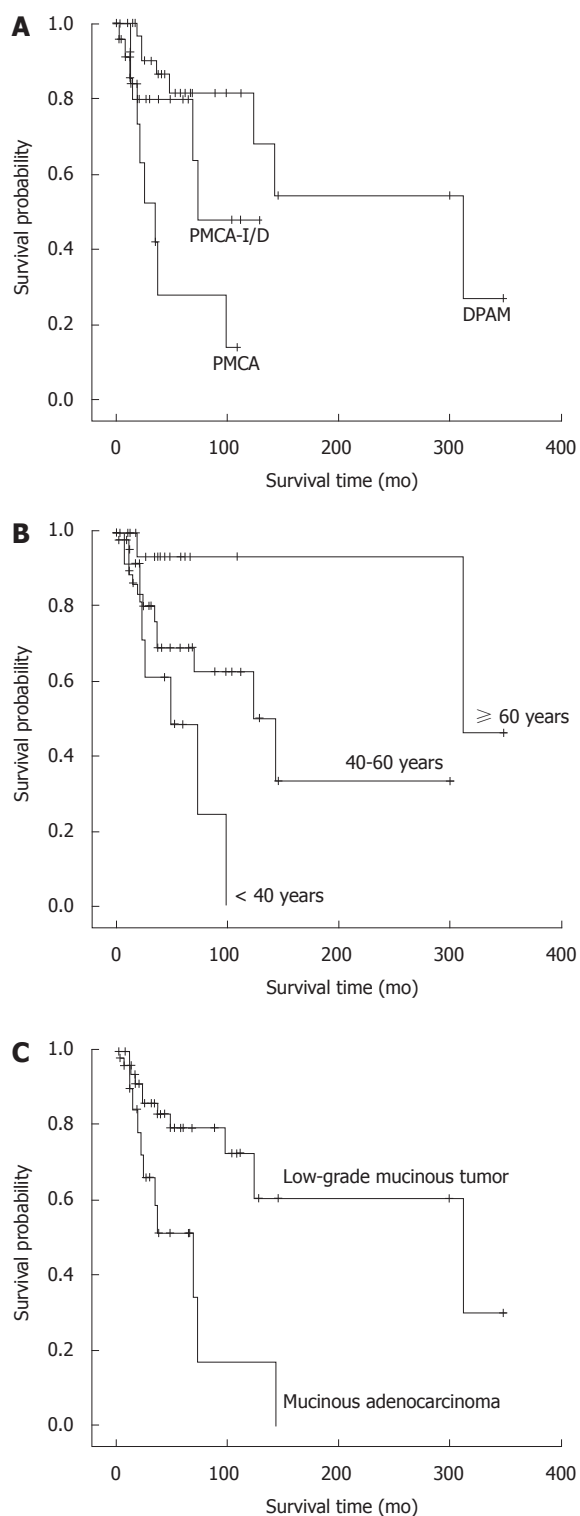 A
1.0
0.8
0.6
0.4
0.2
0.0
Survival probability
PMCA-I/D
DPAM
PMCA
0 100 200 300 400
Survival time (mo)
B
1.0
0.8
0.6
0.4
0.2
0.0
Survival probability
⩾ 60 years
40-60 years
< 40 years
0 100 200 300 400
Survival time (mo)
C
1.0
0.8
0.6
0.4
0.2
0.0
Survival probability
Low-grade mucinous tumor
Mucinous adenocarcinoma
0 100 200 300 400
Survival time (mo)